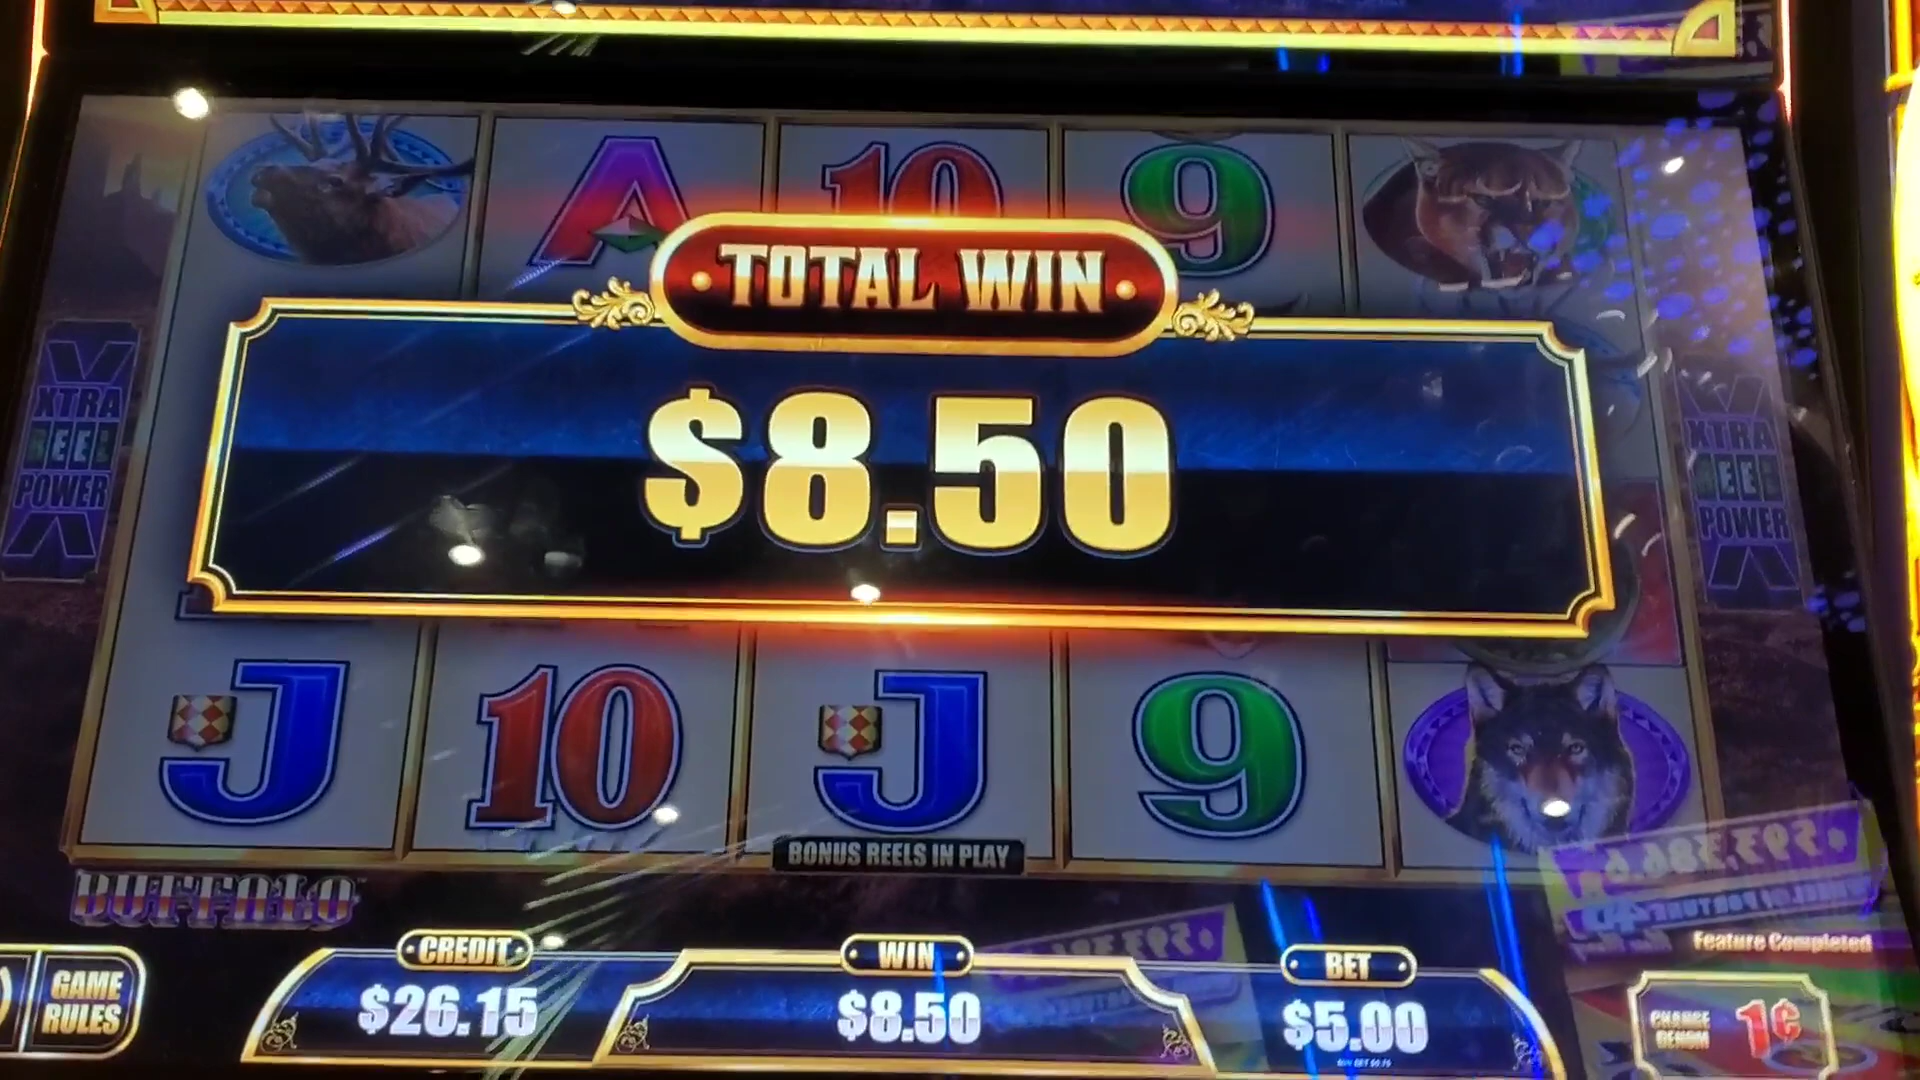 A 10 9
TOTAL WIN
$8.50
XTRA
REEL
POWER
XTRA
REEL
POWER
J 10 J 9
BONUS REELS IN PLAY
BUFFALO
Feature Completed
GAME
RULES
CREDIT
$26.15
WIN
$8.50
BET
$5.00
CHANGE
DENOM
1¢